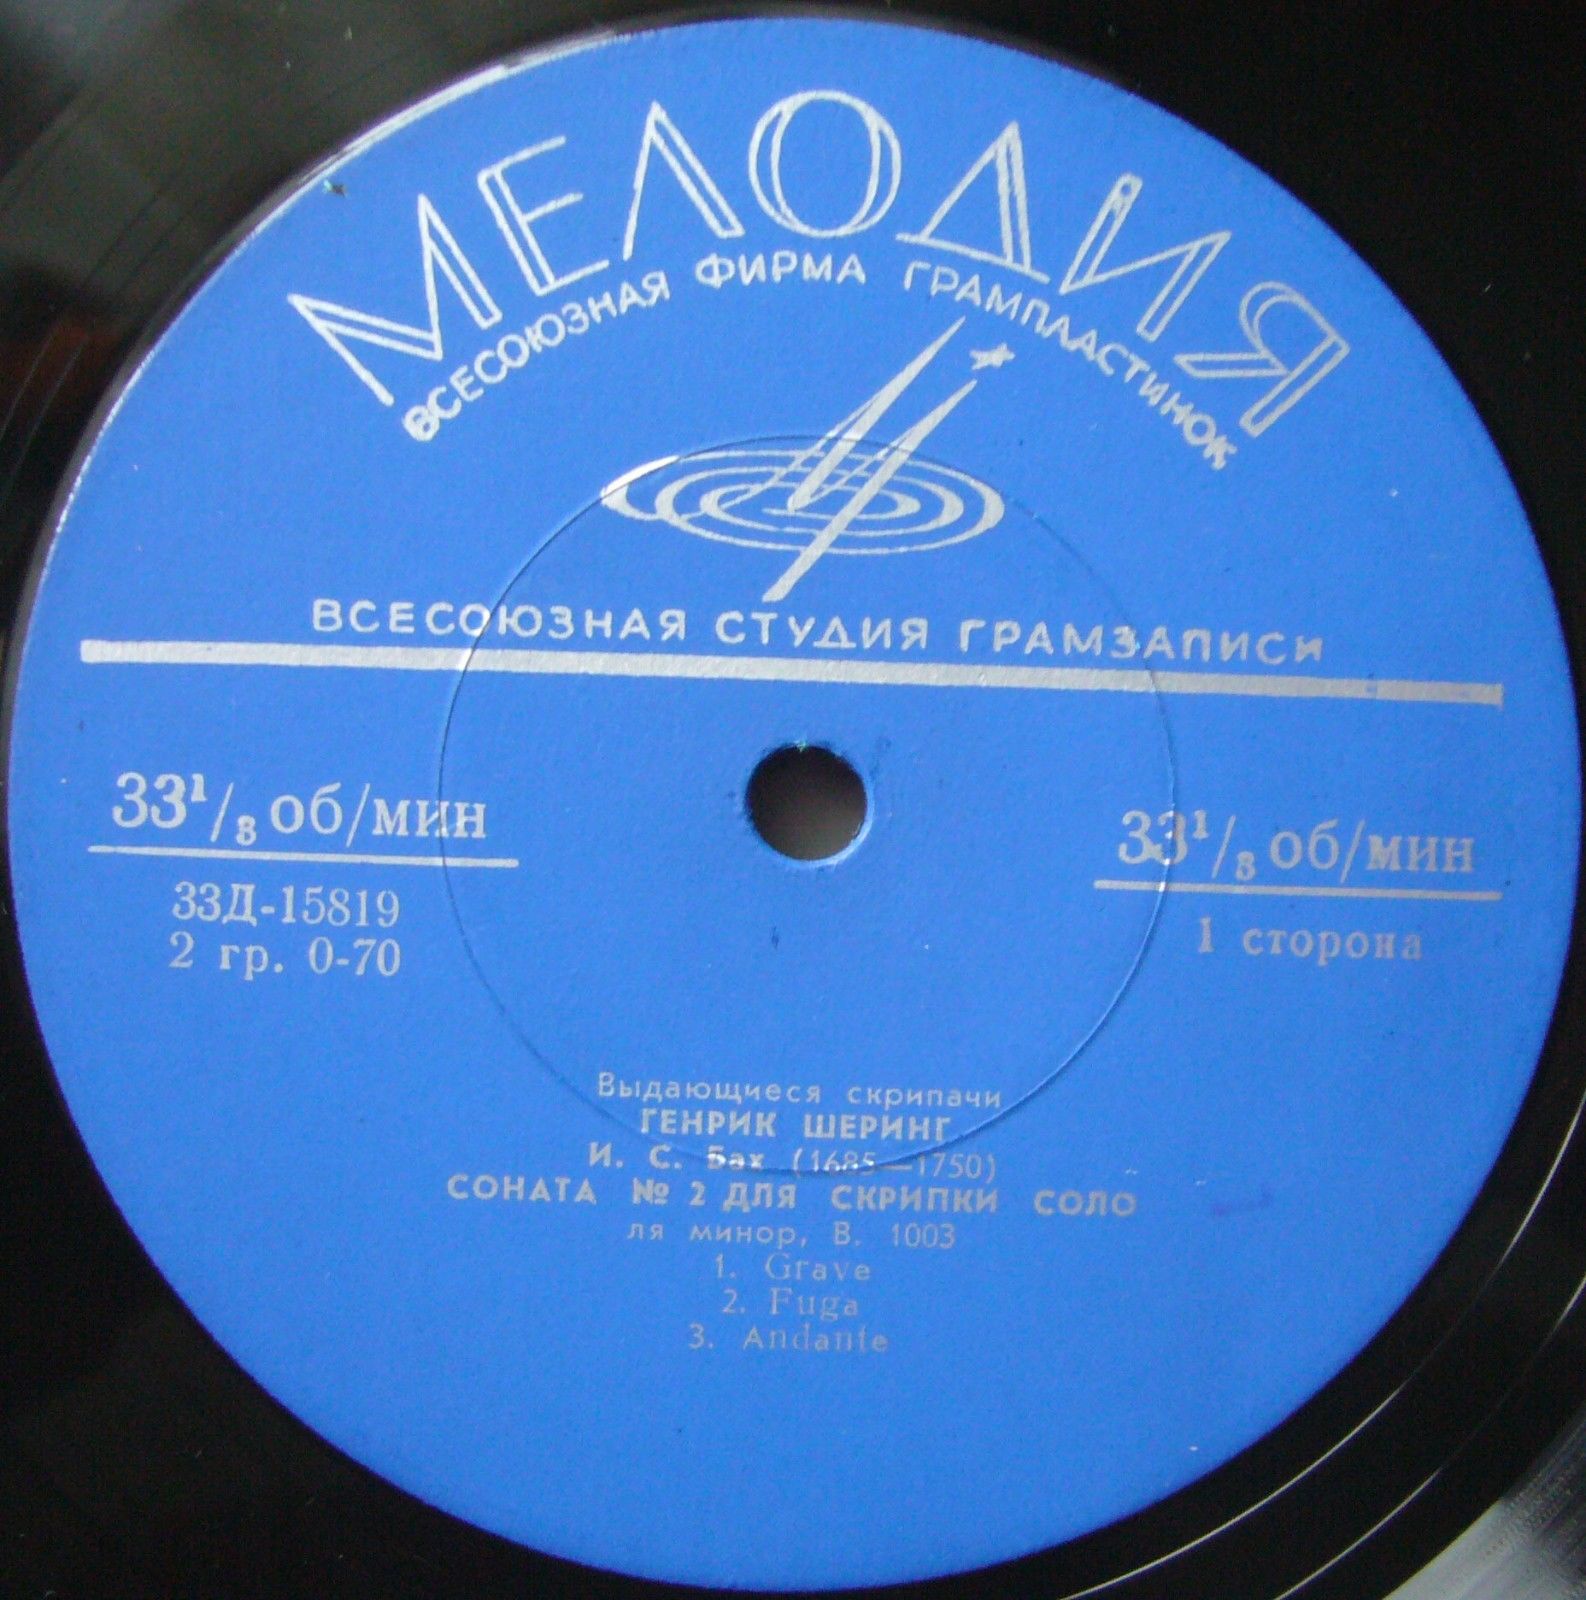 МЕЛОДИЯ
ВСЕСОЮЗНАЯ ФИРМА ГРАМПЛАСТИНОК
ВСЕСОЮЗНАЯ СТУДИЯ ГРАМЗАПИСИ
33¹/₃ об/мин
33Д-15819
2 гр. 0-70
33¹/₃ об/мин
1 сторона
Выдающиеся скрипачи
ГЕНРИК ШЕРИНГ
И. С. Бах (1685—1750)
СОНАТА № 2 ДЛЯ СКРИПКИ СОЛО
ля минор, В. 1003
1. Grave
2. Fuga
3. Andante